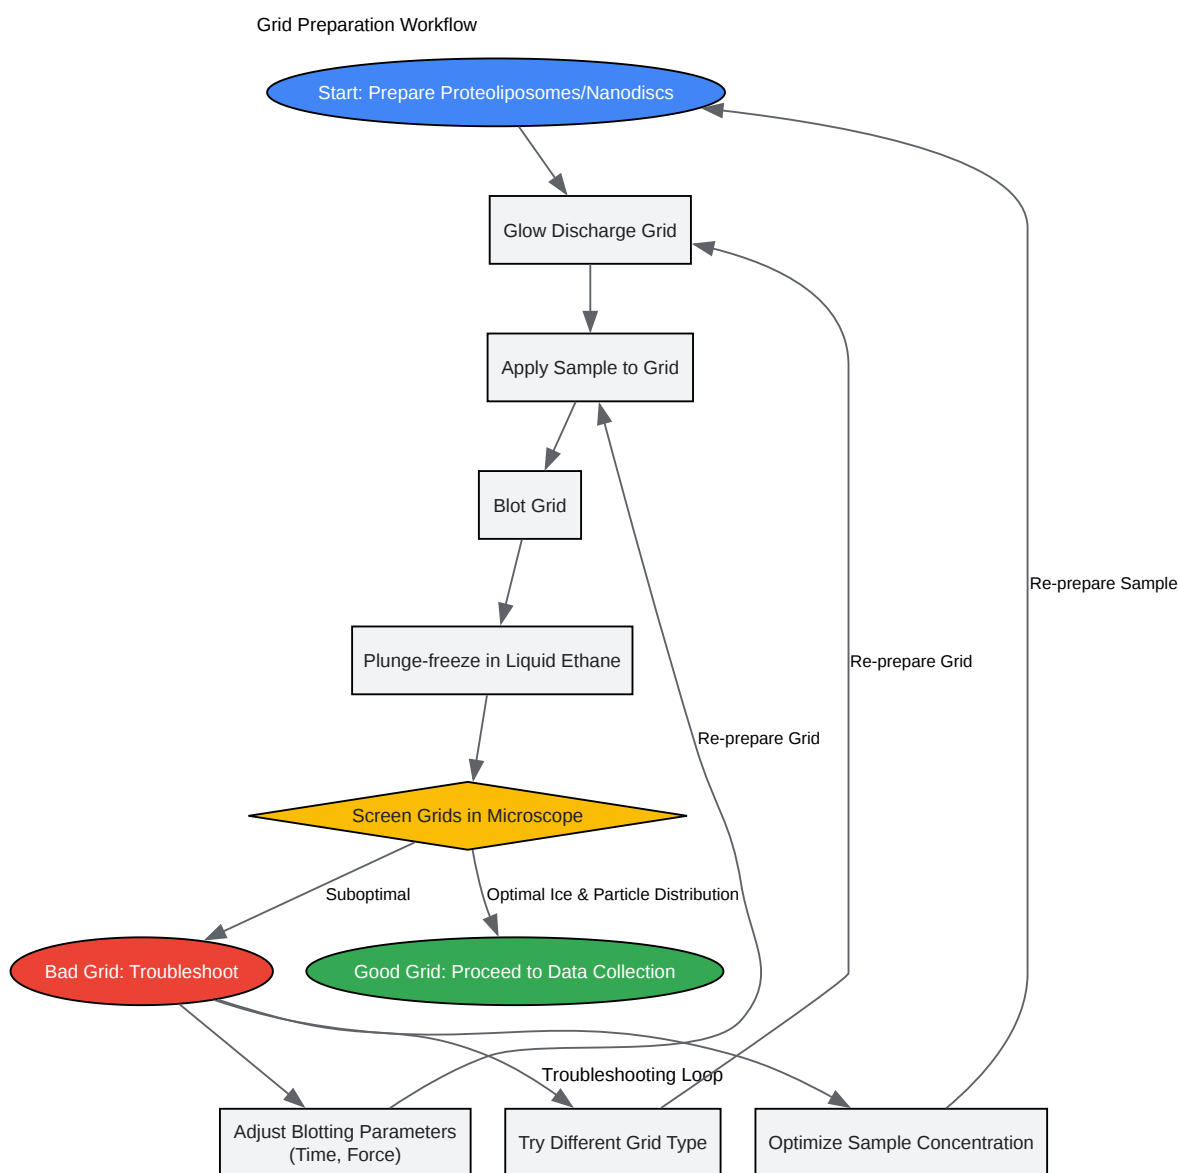 Grid Preparation Workflow
Start: Prepare Proteoliposomes/Nanodiscs
Glow Discharge Grid
Apply Sample to Grid
Blot Grid
Re-prepare Sample
Plunge-freeze in Liquid Ethane
Re-prepare Grid
Re-prepare Grid
Screen Grids in Microscope
Suboptimal
Optimal Ice & Particle Distribution
Bad Grid: Troubleshoot
Good Grid: Proceed to Data Collection
Troubleshooting Loop
Adjust Blotting Parameters
(Time, Force)
Try Different Grid Type
Optimize Sample Concentration